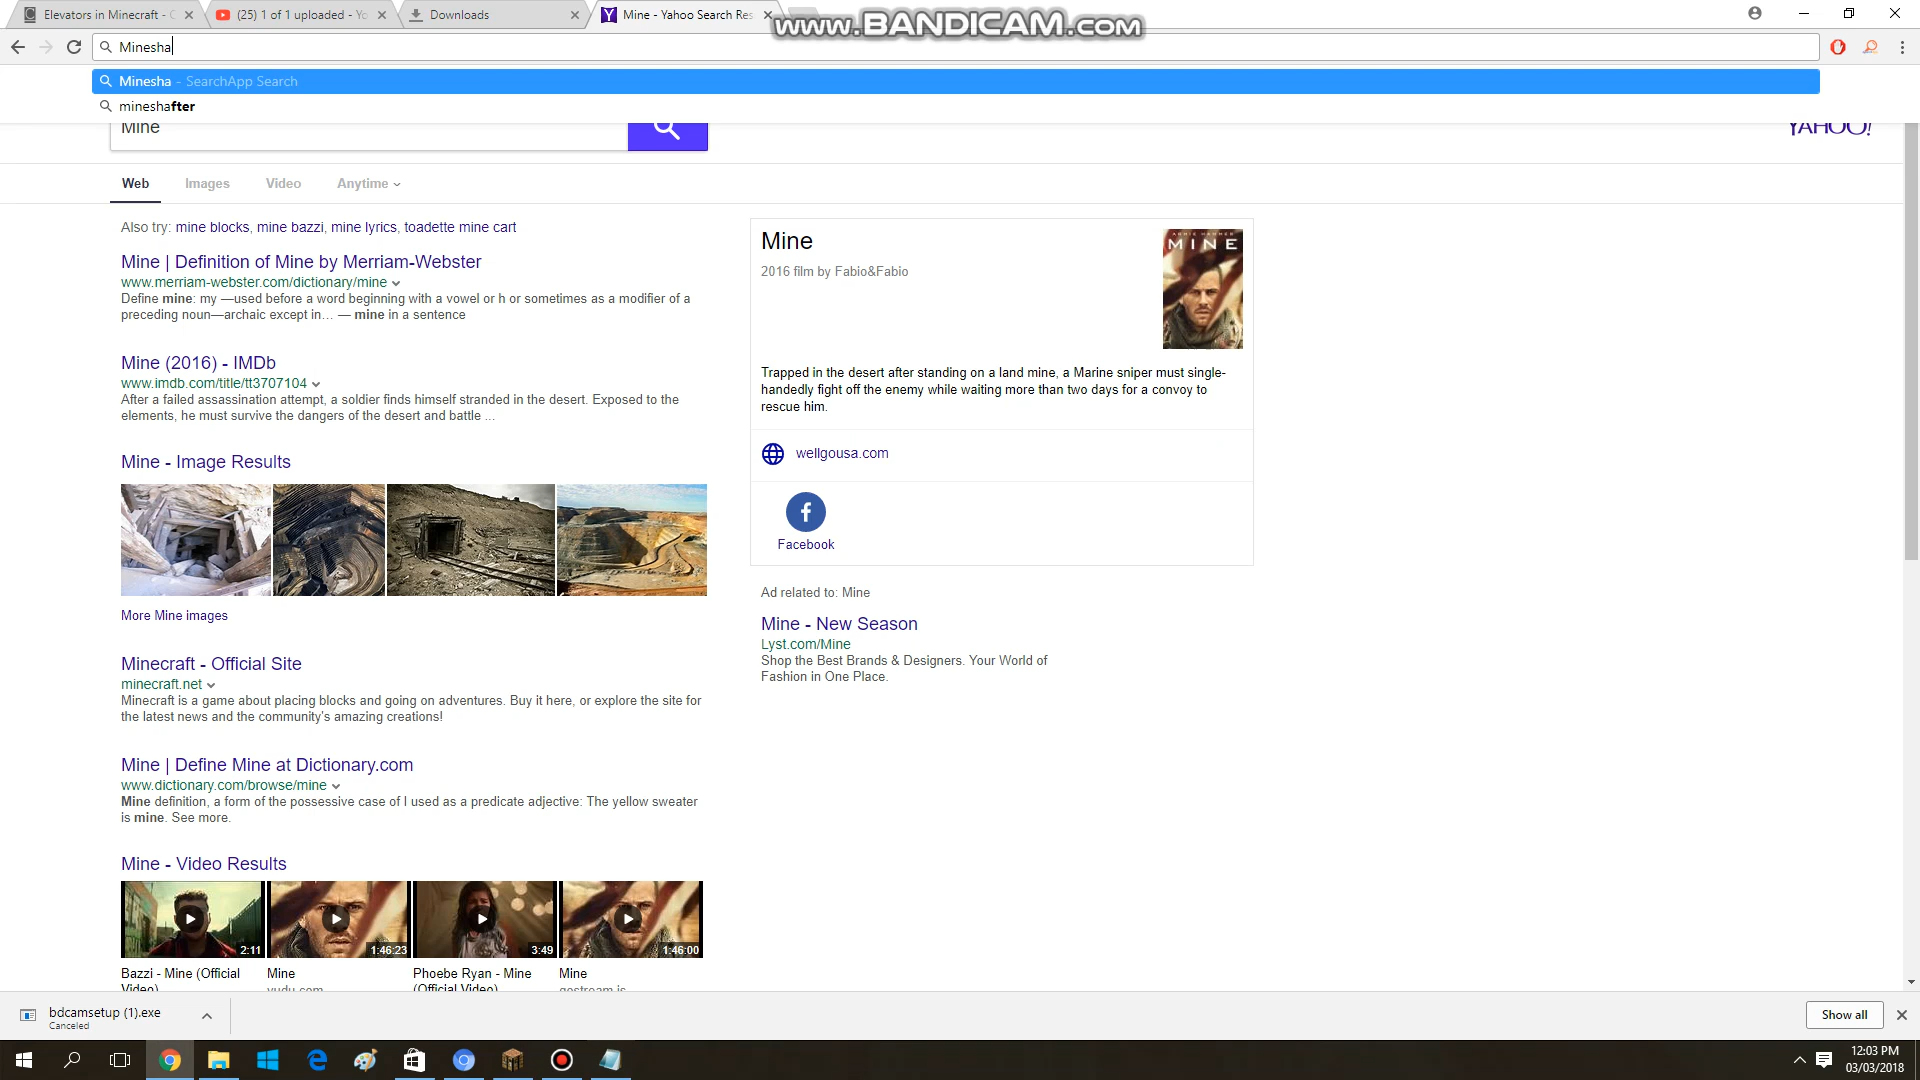 Elevators in Minecraft - C
(25) 1 of 1 uploaded - Yo
Downloads
Mine - Yahoo Search Res
www.BANDICAM.com
Minesha
Minesha - SearchApp Search
mineshafter
Mine
YAHOO!
Web
Images
Video
Anytime
Also try: mine blocks, mine bazzi, mine lyrics, toadette mine cart
Mine | Definition of Mine by Merriam-Webster
www.merriam-webster.com/dictionary/mine
Define mine: my —used before a word beginning with a vowel or h or sometimes as a modifier of a
preceding noun—archaic except in… — mine in a sentence
Mine (2016) - IMDb
www.imdb.com/title/tt3707104
After a failed assassination attempt, a soldier finds himself stranded in the desert. Exposed to the
elements, he must survive the dangers of the desert and battle ...
Mine - Image Results
More Mine images
Minecraft - Official Site
minecraft.net
Minecraft is a game about placing blocks and going on adventures. Buy it here, or explore the site for
the latest news and the community's amazing creations!
Mine | Define Mine at Dictionary.com
www.dictionary.com/browse/mine
Mine definition, a form of the possessive case of I used as a predicate adjective: The yellow sweater
is mine. See more.
Mine - Video Results
2:11
1:46:23
3:49
1:46:00
Bazzi - Mine (Official
Video)
Mine
vudu.com
Phoebe Ryan - Mine
(Official Video)
Mine
gostream.is
Mine
2016 film by Fabio&Fabio
MINE
Trapped in the desert after standing on a land mine, a Marine sniper must single-
handedly fight off the enemy while waiting more than two days for a convoy to
rescue him.
wellgousa.com
Facebook
Ad related to: Mine
Mine - New Season
Lyst.com/Mine
Shop the Best Brands & Designers. Your World of
Fashion in One Place.
bdcamsetup (1).exe
Canceled
Show all
12:03 PM
03/03/2018